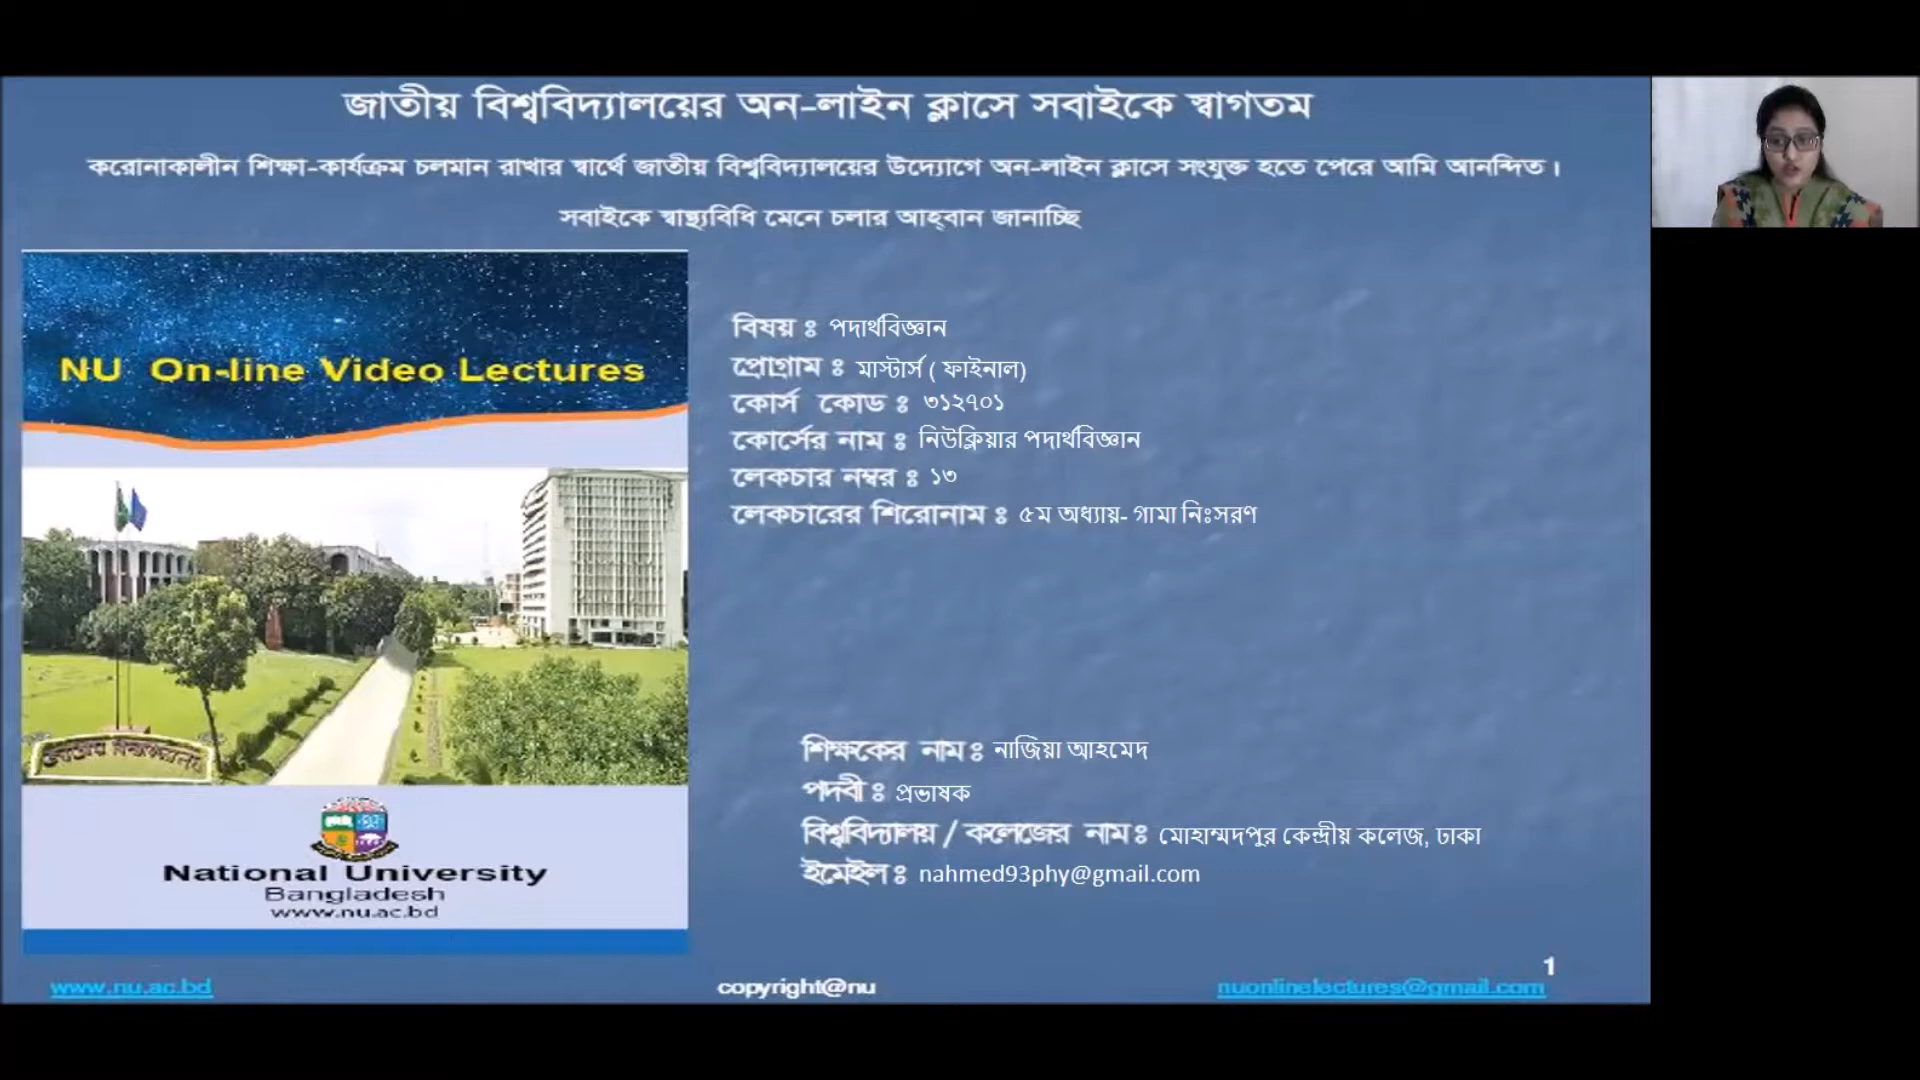 জাতীয় বিশ্ববিদ্যালয়ের অন-লাইন ক্লাসে সবাইকে স্বাগতম
করোনাকালীন শিক্ষা-কার্যক্রম চলমান রাখার স্বার্থে জাতীয় বিশ্ববিদ্যালয়ের উদ্যোগে অন-লাইন ক্লাসে সংযুক্ত হতে পেরে আমি আনন্দিত।
সবাইকে স্বাস্থ্যবিধি মেনে চলার আহ্‌বান জানাচ্ছি
NU On-line Video Lectures
National University
Bangladesh
www.nu.ac.bd
বিষয় ঃ পদার্থবিজ্ঞান
প্রোগ্রাম ঃ মাস্টার্স ( ফাইনাল)
কোর্স কোড ঃ ৩১২৭০১
কোর্সের নাম ঃ নিউক্লিয়ার পদার্থবিজ্ঞান
লেকচার নম্বর ঃ ১৩
লেকচারের শিরোনাম ঃ ৫ম অধ্যায়- গামা নিঃসরণ
শিক্ষকের নাম ঃ নাজিয়া আহমেদ
পদবী ঃ প্রভাষক
বিশ্ববিদ্যালয় / কলেজের নাম ঃ মোহাম্মদপুর কেন্দ্রীয় কলেজ, ঢাকা
ইমেইল ঃ nahmed93phy@gmail.com
1
www.nu.ac.bd copyright@nu nuonlinelectures@gmail.com